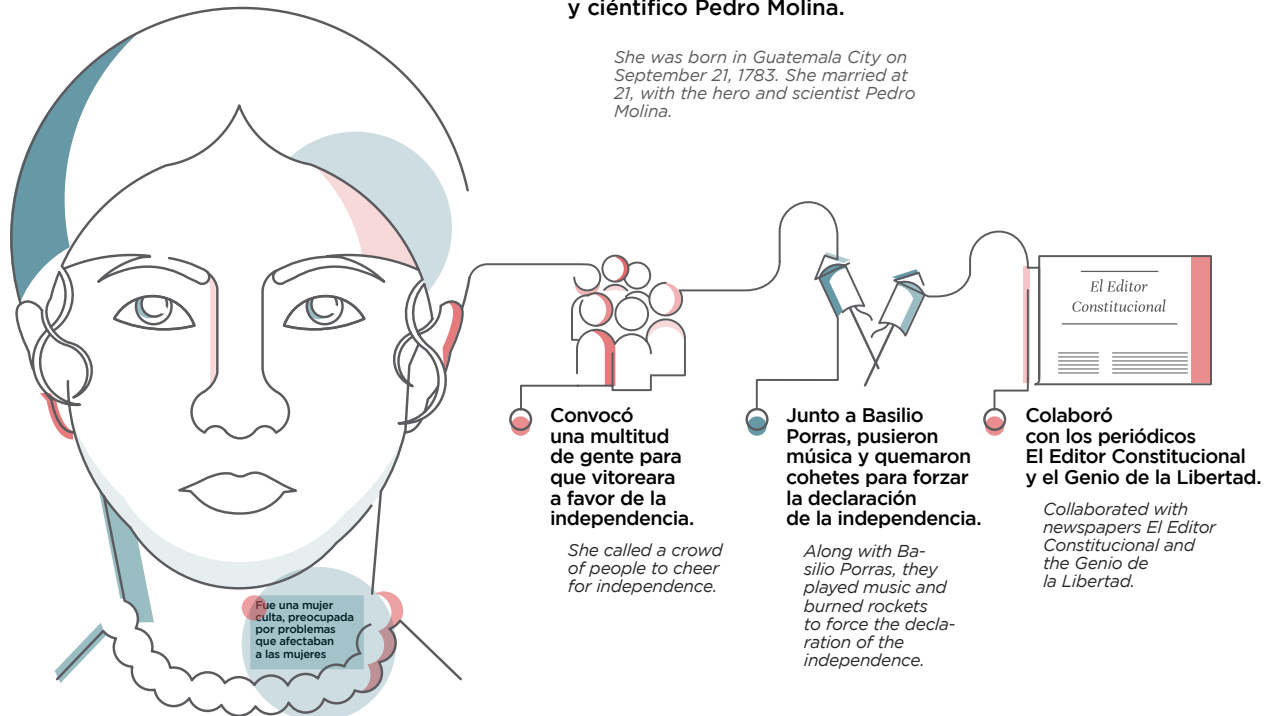 y ciéntifico Pedro Molina.
She was born in Guatemala City on
September 21, 1783. She married at
21, with the hero and scientist Pedro
Molina.
El Editor
Constitucional
Convocó
una multitud
de gente para
que vitoreara
a favor de la
independencia.
She called a crowd
of people to cheer
for independence.
Junto a Basilio
Porras, pusieron
música y quemaron
cohetes para forzar
la declaración
de la independencia.
Along with Ba-
silio Porras, they
played music and
burned rockets
to force the decla-
ration of the
independence.
Colaboró
con los periódicos
El Editor Constitucional
y el Genio de la Libertad.
Collaborated with
newspapers El Editor
Constitucional and
the Genio de
la Libertad.
Fue una mujer
culta, preocupada
por problemas
que afectaban
a las mujeres